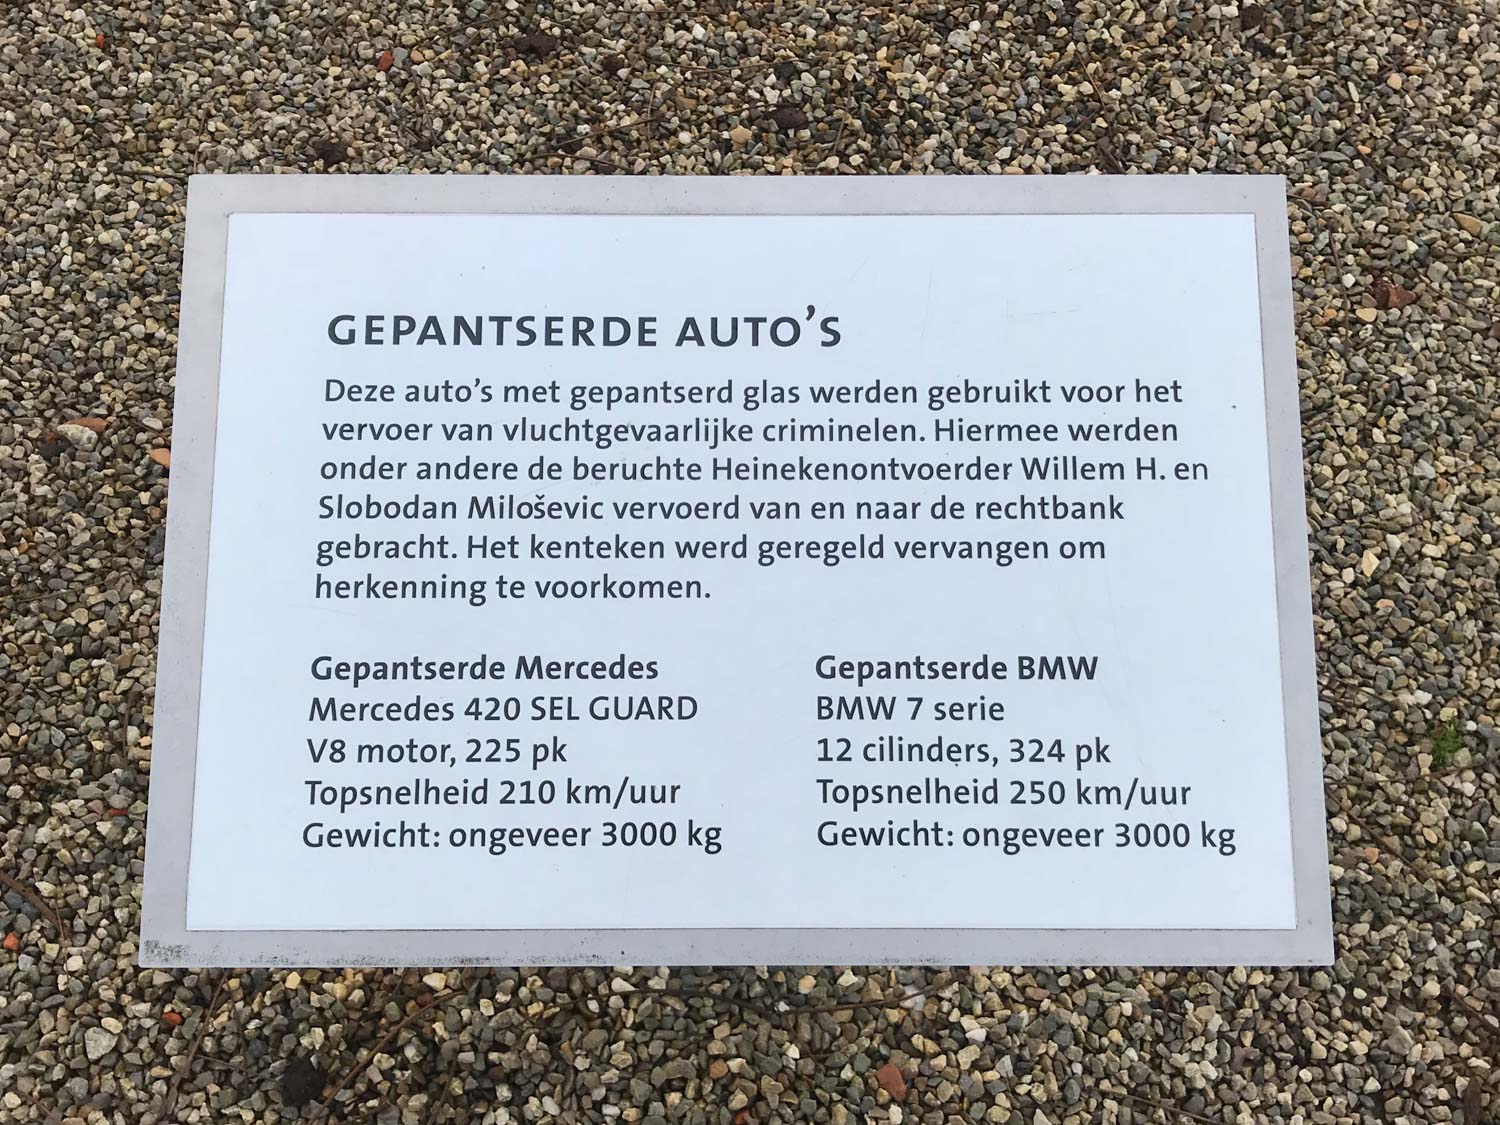 GEPANTSERDE AUTO'S
Deze auto's met gepantserd glas werden gebruikt voor het
vervoer van vluchtgevaarlijke criminelen. Hiermee werden
onder andere de beruchte Heinekenontvoerder Willem H. en
Slobodan Milošević vervoerd van en naar de rechtbank
gebracht. Het kenteken werd geregeld vervangen om
herkenning te voorkomen.
Gepantserde Mercedes
Mercedes 420 SEL GUARD
V8 motor, 225 pk
Topsnelheid 210 km/uur
Gewicht: ongeveer 3000 kg
Gepantserde BMW
BMW 7 serie
12 cilinders, 324 pk
Topsnelheid 250 km/uur
Gewicht: ongeveer 3000 kg